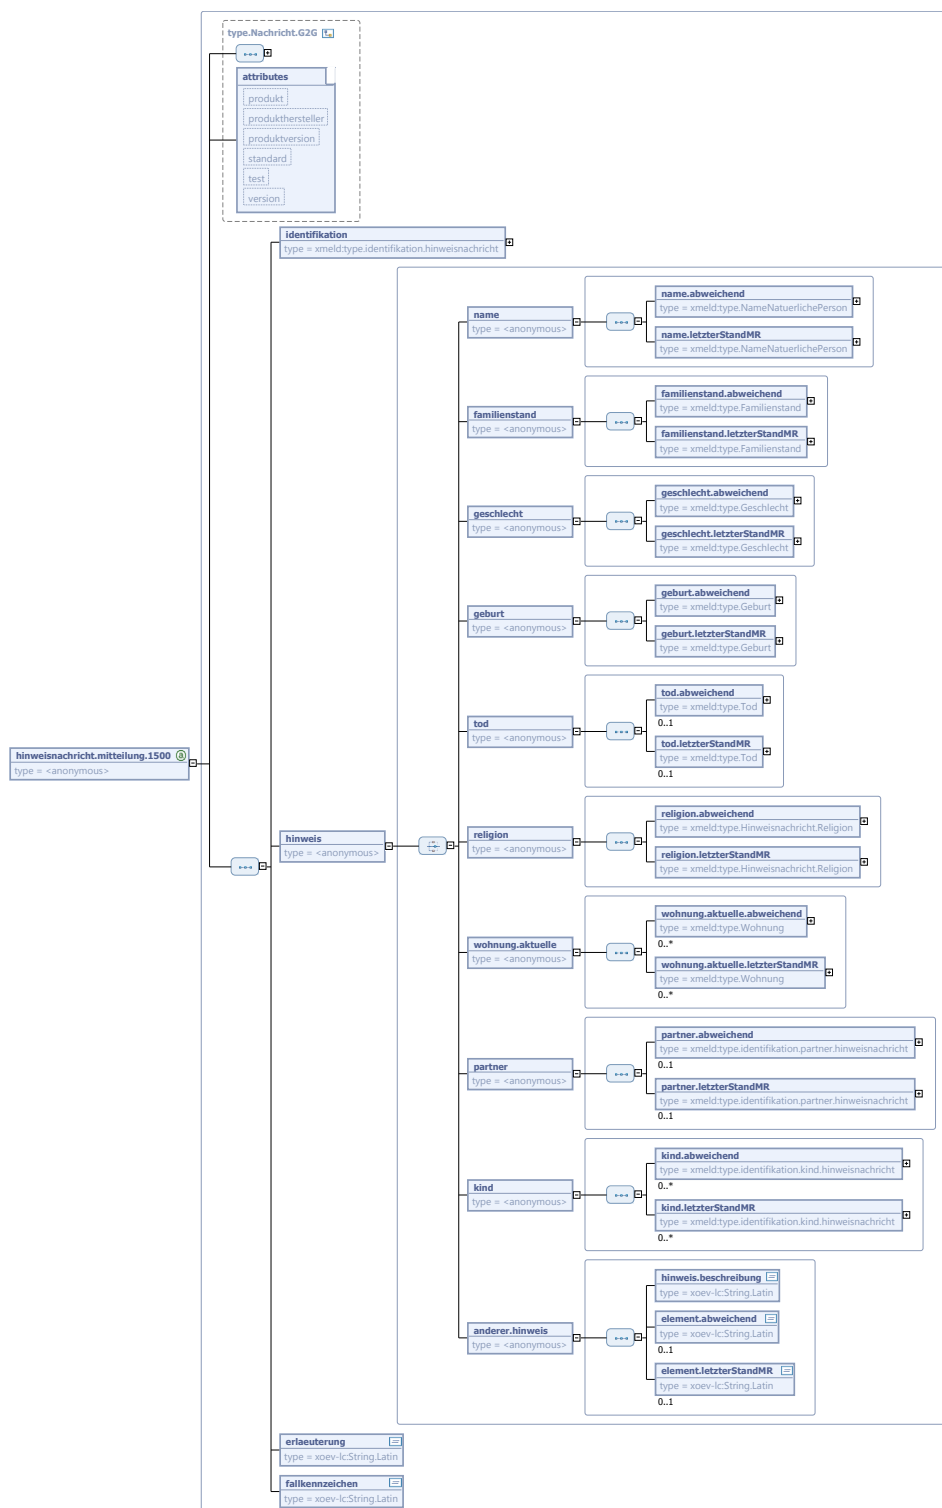 type.Nachricht.G2G
attributes
produkt
produkthersteller
produktversion
standard
test
version
identifikation
type = xmeld:type.identifikation.hinweisnachricht
name
type = <anonymous>
name.abweichend
type = xmeld:type.NameNatuerlichePerson
name.letzterStandMR
type = xmeld:type.NameNatuerlichePerson
familienstand
type = <anonymous>
familienstand.abweichend
type = xmeld:type.Familienstand
familienstand.letzterStandMR
type = xmeld:type.Familienstand
geschlecht
type = <anonymous>
geschlecht.abweichend
type = xmeld:type.Geschlecht
geschlecht.letzterStandMR
type = xmeld:type.Geschlecht
geburt
type = <anonymous>
geburt.abweichend
type = xmeld:type.Geburt
geburt.letzterStandMR
type = xmeld:type.Geburt
tod
type = <anonymous>
tod.abweichend
type = xmeld:type.Tod
0..1
tod.letzterStandMR
type = xmeld:type.Tod
0..1
hinweisnachricht.mitteilung.1500 a
type = <anonymous>
hinweis
type = <anonymous>
religion
type = <anonymous>
religion.abweichend
type = xmeld:type.Hinweisnachricht.Religion
religion.letzterStandMR
type = xmeld:type.Hinweisnachricht.Religion
wohnung.aktuelle
type = <anonymous>
wohnung.aktuelle.abweichend
type = xmeld:type.Wohnung
0..*
wohnung.aktuelle.letzterStandMR
type = xmeld:type.Wohnung
0..*
partner
type = <anonymous>
partner.abweichend
type = xmeld:type.identifikation.partner.hinweisnachricht
0..1
partner.letzterStandMR
type = xmeld:type.identifikation.partner.hinweisnachricht
0..1
kind
type = <anonymous>
kind.abweichend
type = xmeld:type.identifikation.kind.hinweisnachricht
0..*
kind.letzterStandMR
type = xmeld:type.identifikation.kind.hinweisnachricht
0..*
anderer.hinweis
type = <anonymous>
hinweis.beschreibung
type = xoev-lc:String.Latin
element.abweichend
type = xoev-lc:String.Latin
0..1
element.letzterStandMR
type = xoev-lc:String.Latin
0..1
erlaeuterung
type = xoev-lc:String.Latin
fallkennzeichen
type = xoev-lc:String.Latin